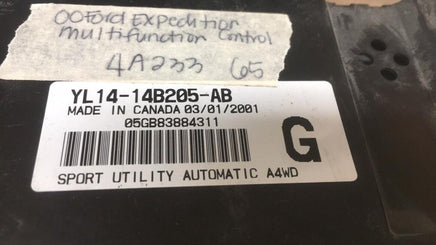 00 Ford Expedition
Multifunction Control
4A233 65
YL14-14B205-AB
MADE IN CANADA 03/01/2001
05GB83884311
G
SPORT UTILITY AUTOMATIC A4WD